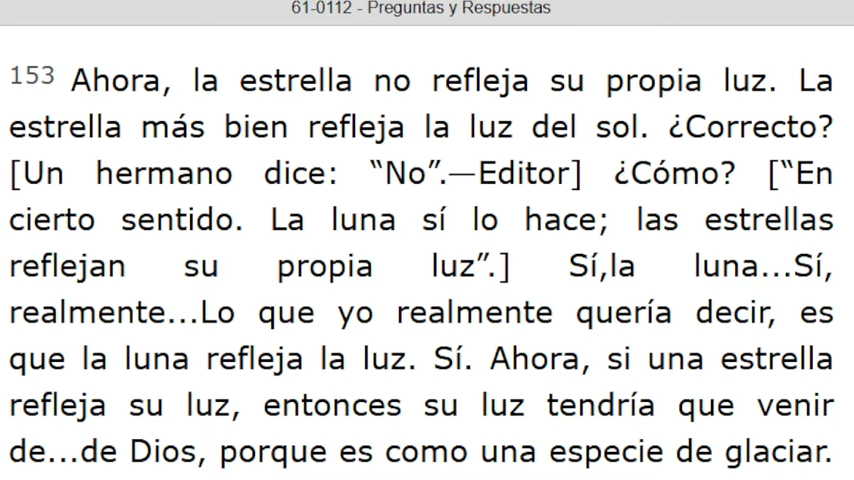 61-0112 - Preguntas y Respuestas
153 Ahora, la estrella no refleja su propia luz. La
estrella más bien refleja la luz del sol. ¿Correcto?
[Un hermano dice: “No”.—Editor] ¿Cómo? [“En
cierto sentido. La luna sí lo hace; las estrellas
reflejan su propia luz”.] Sí,la luna...Sí,
realmente...Lo que yo realmente quería decir, es
que la luna refleja la luz. Sí. Ahora, si una estrella
refleja su luz, entonces su luz tendría que venir
de...de Dios, porque es como una especie de glaciar.